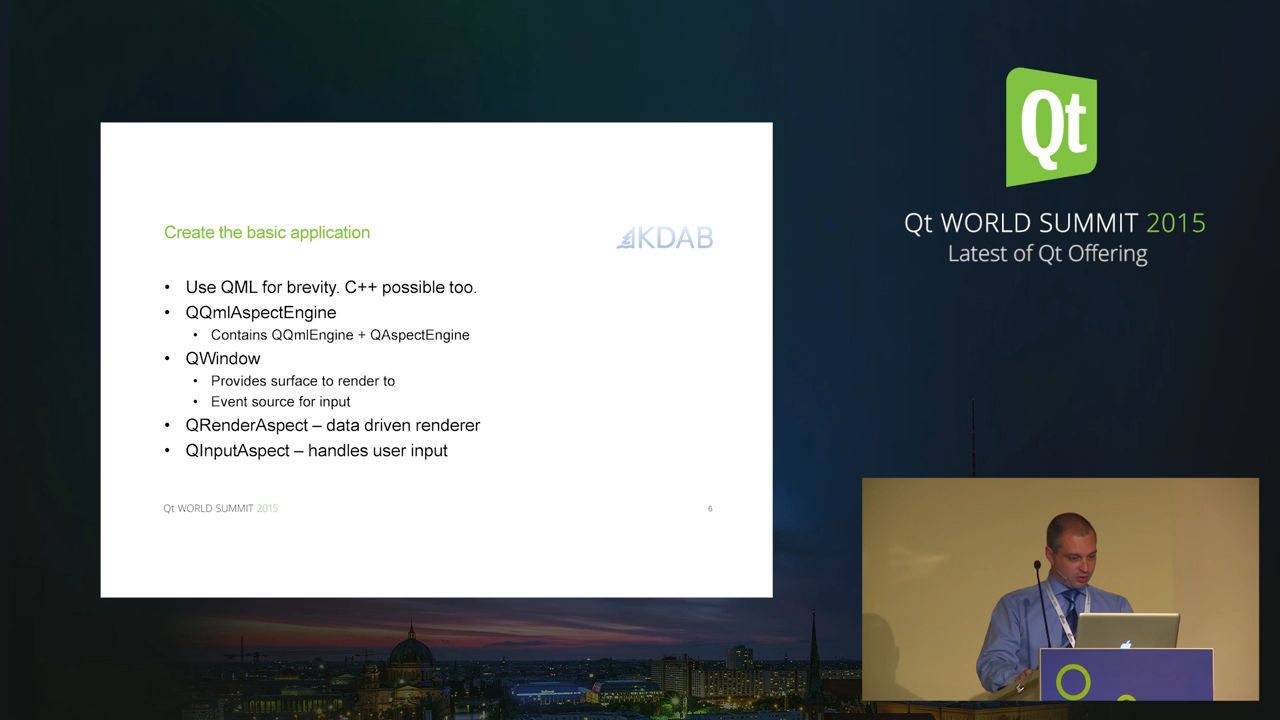 Create the basic application
KDAB
• Use QML for brevity. C++ possible too.
• QQmlAspectEngine
• Contains QQmlEngine + QAspectEngine
• QWindow
• Provides surface to render to
• Event source for input
• QRenderAspect – data driven renderer
• QInputAspect – handles user input
Qt WORLD SUMMIT 2015
6
Qt
Qt WORLD SUMMIT 2015
Latest of Qt Offering